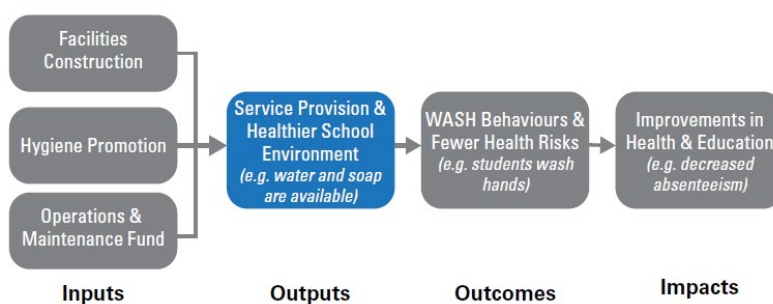 Facilities
Construction
Hygiene Promotion
Operations &
Maintenance Fund
Service Provision &
Healthier School
Environment
(e.g. water and soap
are available)
WASH Behaviours &
Fewer Health Risks
(e.g. students wash
hands)
Improvements in
Health & Education
(e.g. decreased
absenteeism)
Inputs
Outputs
Outcomes
Impacts